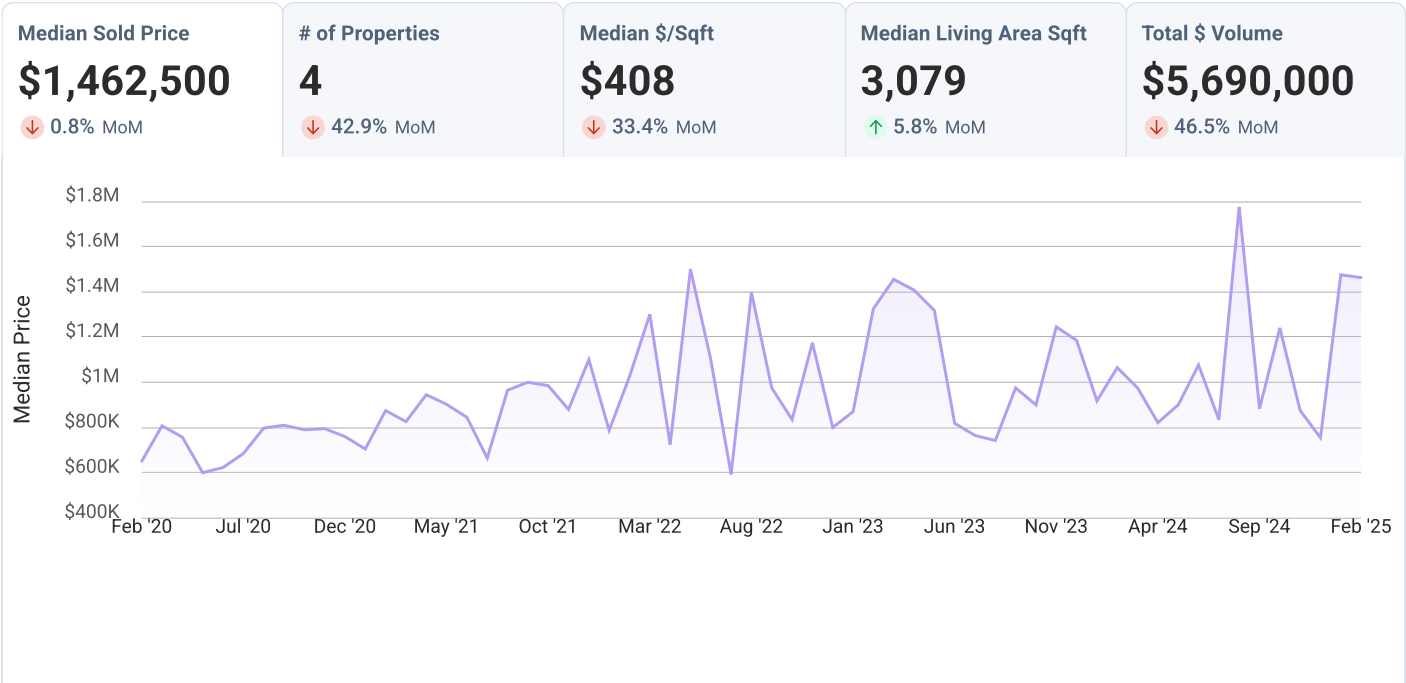 Median Sold Price
$1,462,500
0.8% MoM
# of Properties
4
42.9% MoM
Median $/Sqft
$408
33.4% MoM
Median Living Area Sqft
3,079
5.8% MoM
Total $ Volume
$5,690,000
46.5% MoM
Median Price
$1.8M
$1.6M
$1.4M
$1.2M
$1M
$800K
$600K
$400K
Feb '20 Jul '20 Dec '20 May '21 Oct '21 Mar '22 Aug '22 Jan '23 Jun '23 Nov '23 Apr '24 Sep '24 Feb '25